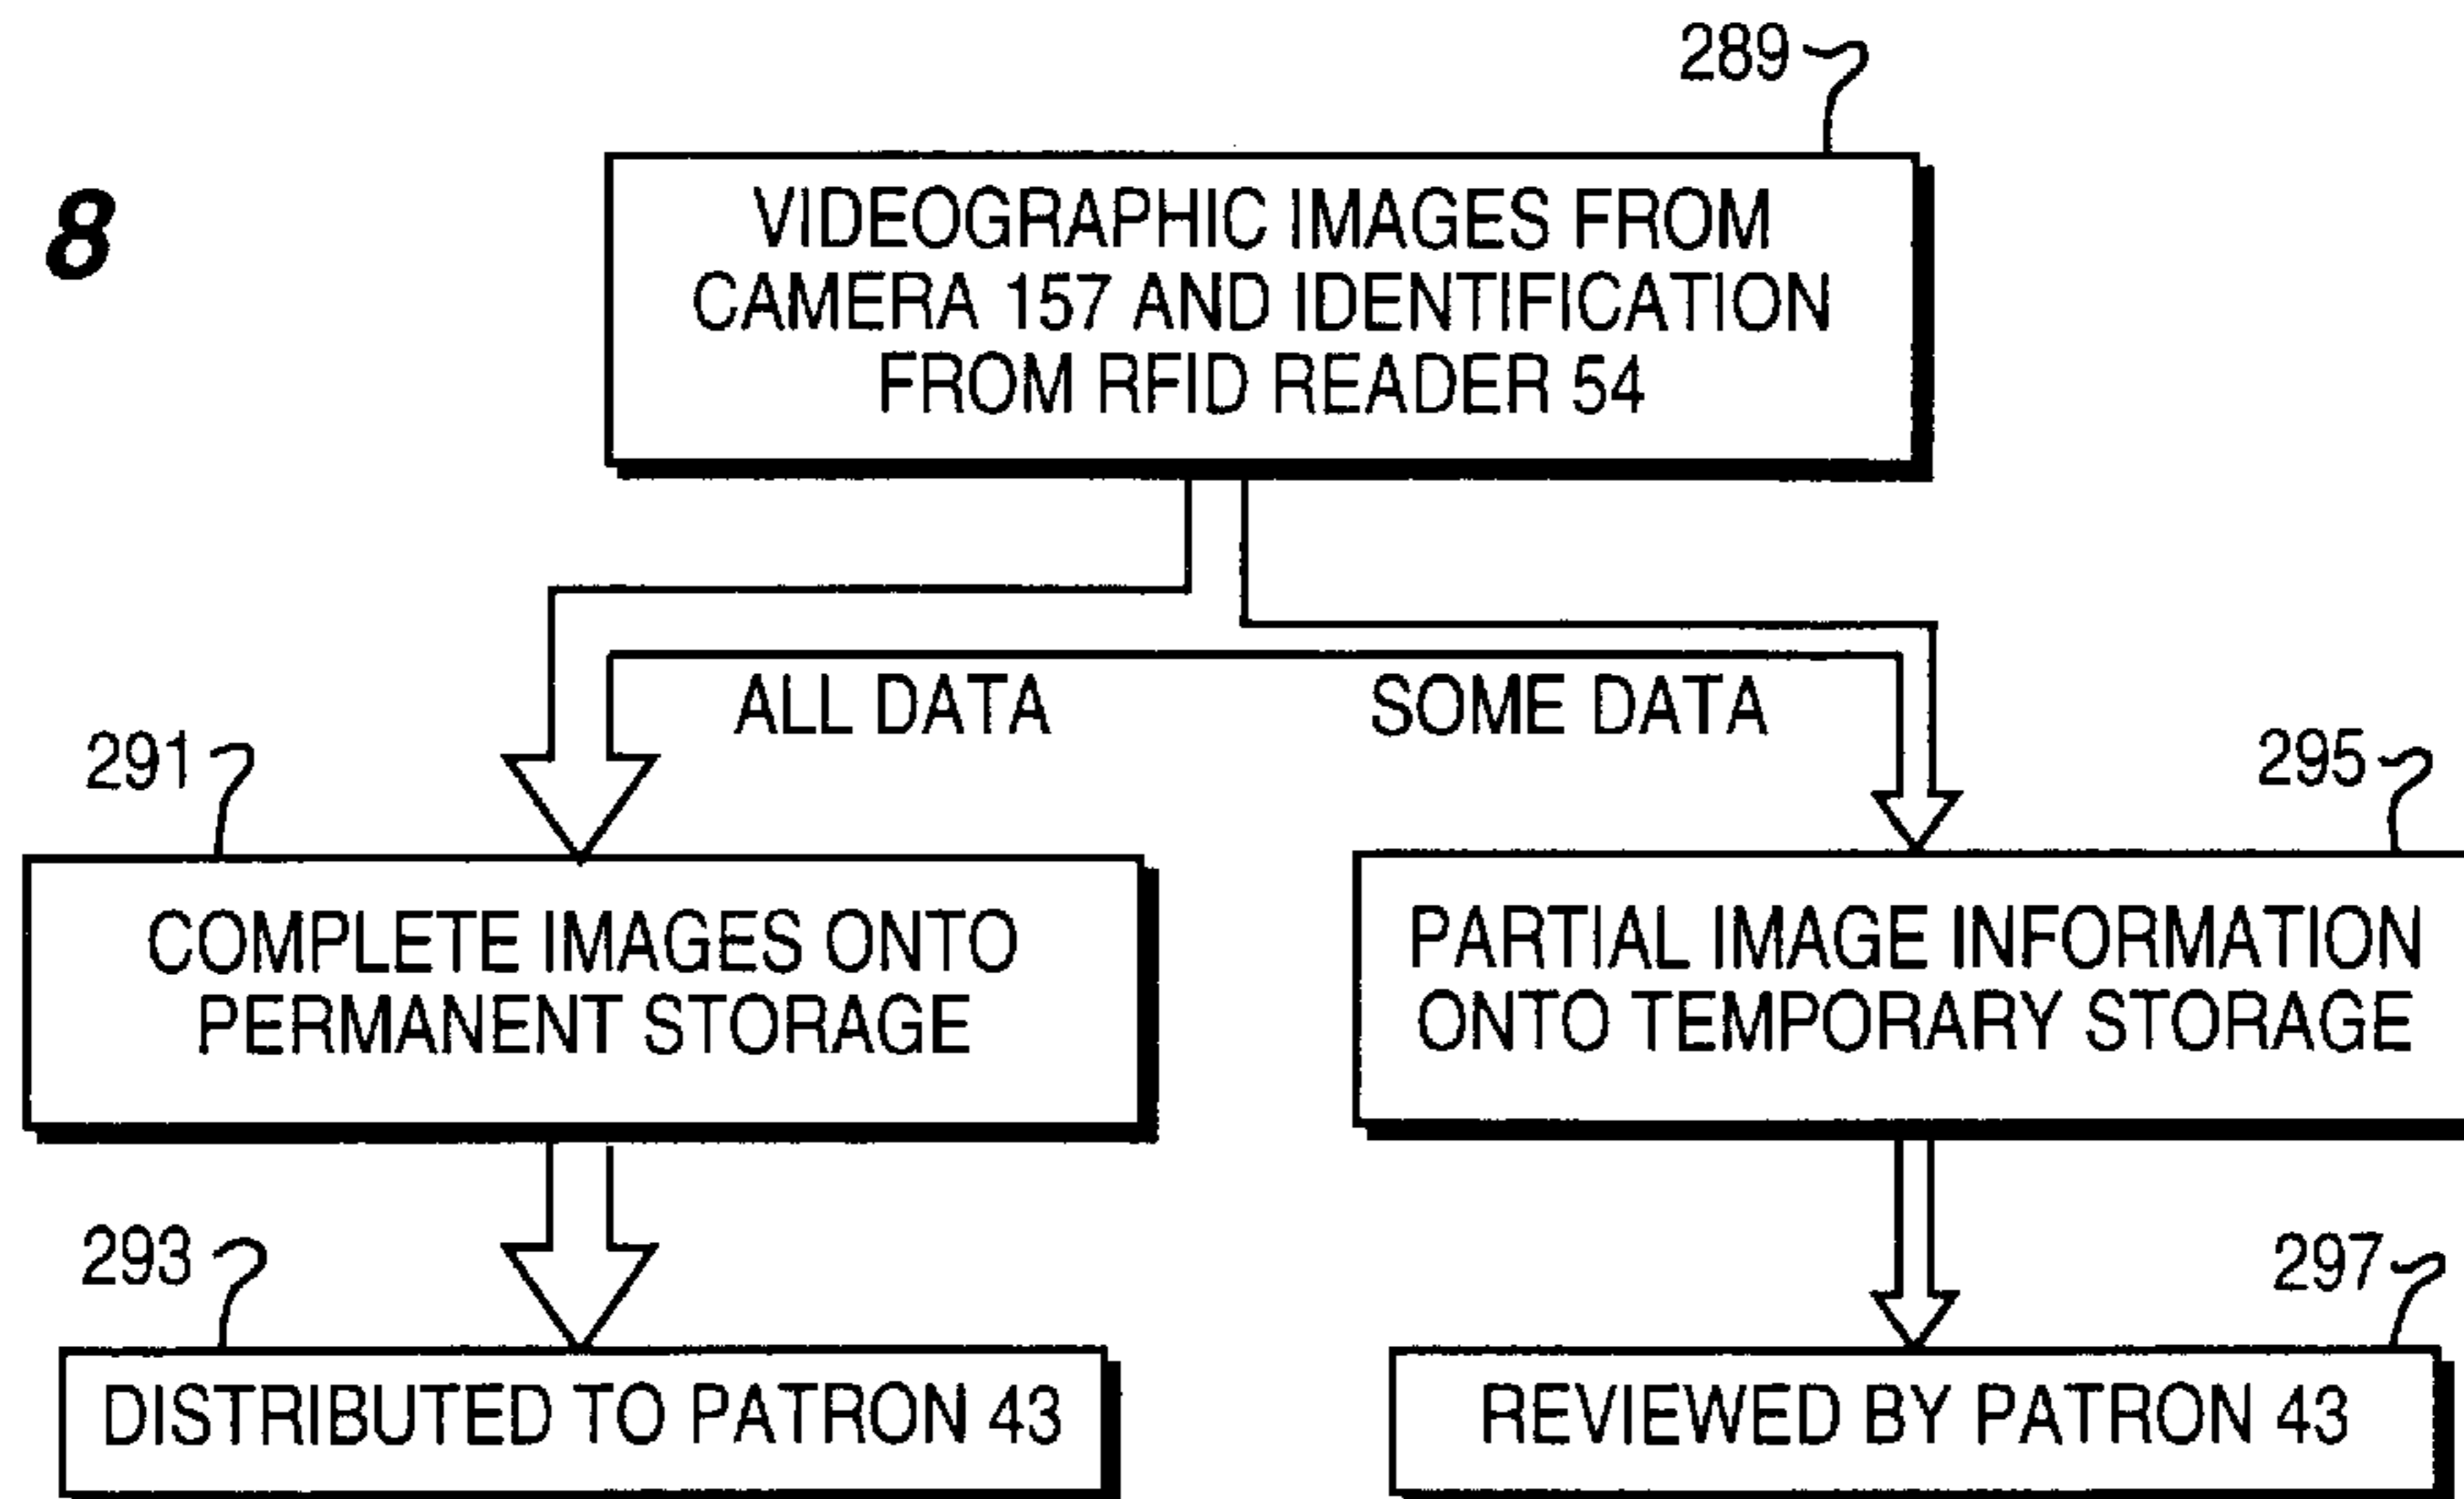 289
8
VIDEOGRAPHIC IMAGES FROM
CAMERA 157 AND IDENTIFICATION
FROM RFID READER 54
ALL DATA
SOME DATA
291
295
COMPLETE IMAGES ONTO
PERMANENT STORAGE
PARTIAL IMAGE INFORMATION
ONTO TEMPORARY STORAGE
293
297
DISTRIBUTED TO PATRON 43
REVIEWED BY PATRON 43